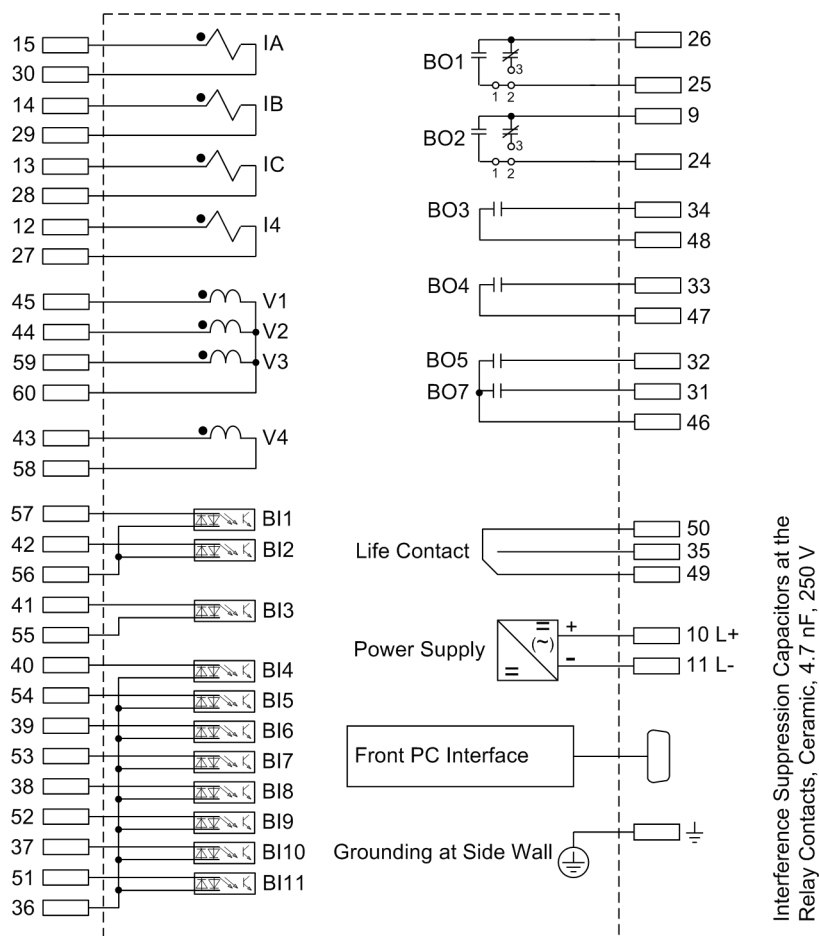 15 IA
30
14 IB
29
13 IC
28
12 I4
27
45 V1
44 V2
59 V3
60
43 V4
58
57 BI1
42 BI2
56
41 BI3
55
40 BI4
54 BI5
39 BI6
53 BI7
38 BI8
52 BI9
37 BI10
51 BI11
36
BO1 3 26
1 2 25
BO2 3 9
1 2 24
BO3 34
48
BO4 33
47
BO5 32
BO7 31
46
Life Contact 50
35
49
Power Supply = (~) = + 10 L+
- 11 L-
Front PC Interface
Grounding at Side Wall
Interference Suppression Capacitors at the
Relay Contacts, Ceramic, 4.7 nF, 250 V